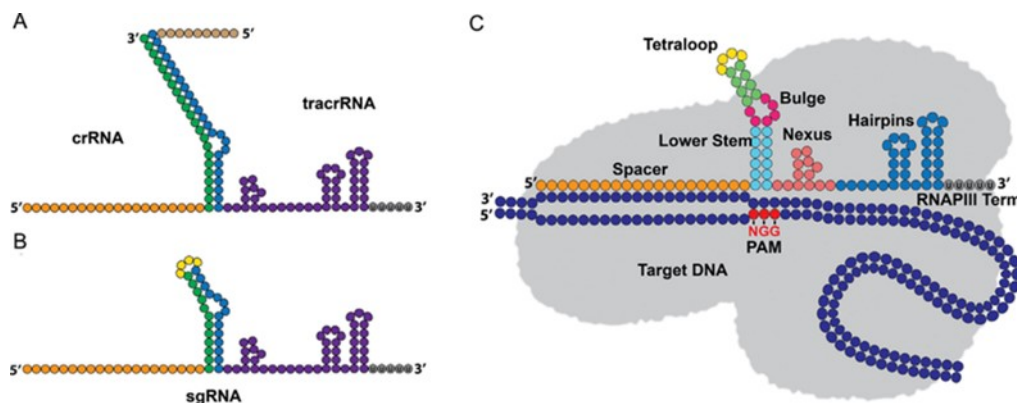 A
3′
5′
tracrRNA
crRNA
5′
3′
B
5′
3′
sgRNA
C
Tetraloop
Bulge
Hairpins
Lower Stem
Nexus
Spacer
5′
3′
UUUUU
RNAPIII Term
3′
5′
NGG
PAM
Target DNA